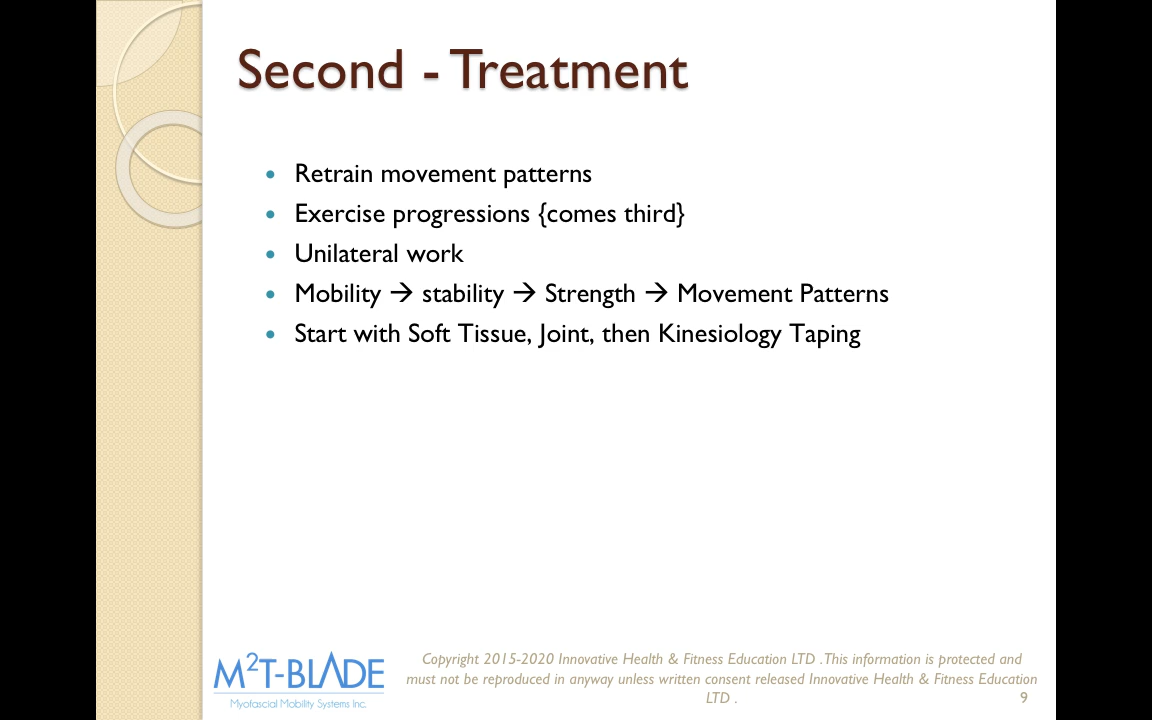 Second - Treatment
• Retrain movement patterns
• Exercise progressions {comes third}
• Unilateral work
• Mobility → stability → Strength → Movement Patterns
• Start with Soft Tissue, Joint, then Kinesiology Taping
M²T-BLADE
Myofascial Mobility Systems Inc.
Copyright 2015-2020 Innovative Health & Fitness Education LTD . This information is protected and
must not be reproduced in anyway unless written consent released Innovative Health & Fitness Education
LTD .
9